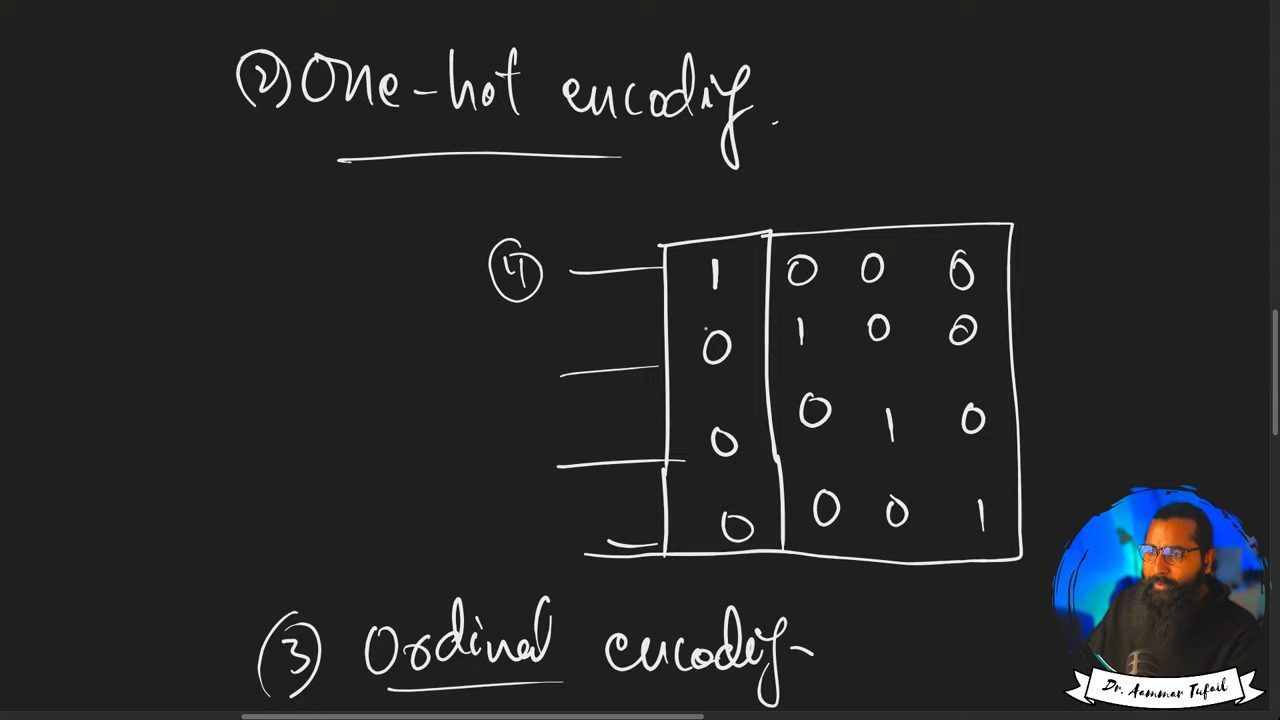 (2) One-hot encodig.
(4)
1 0 0 0
0 1 0 0
0 0 1 0
0 0 0 1
(3) Ordinal encodig-
Dr. Aammar Tufail